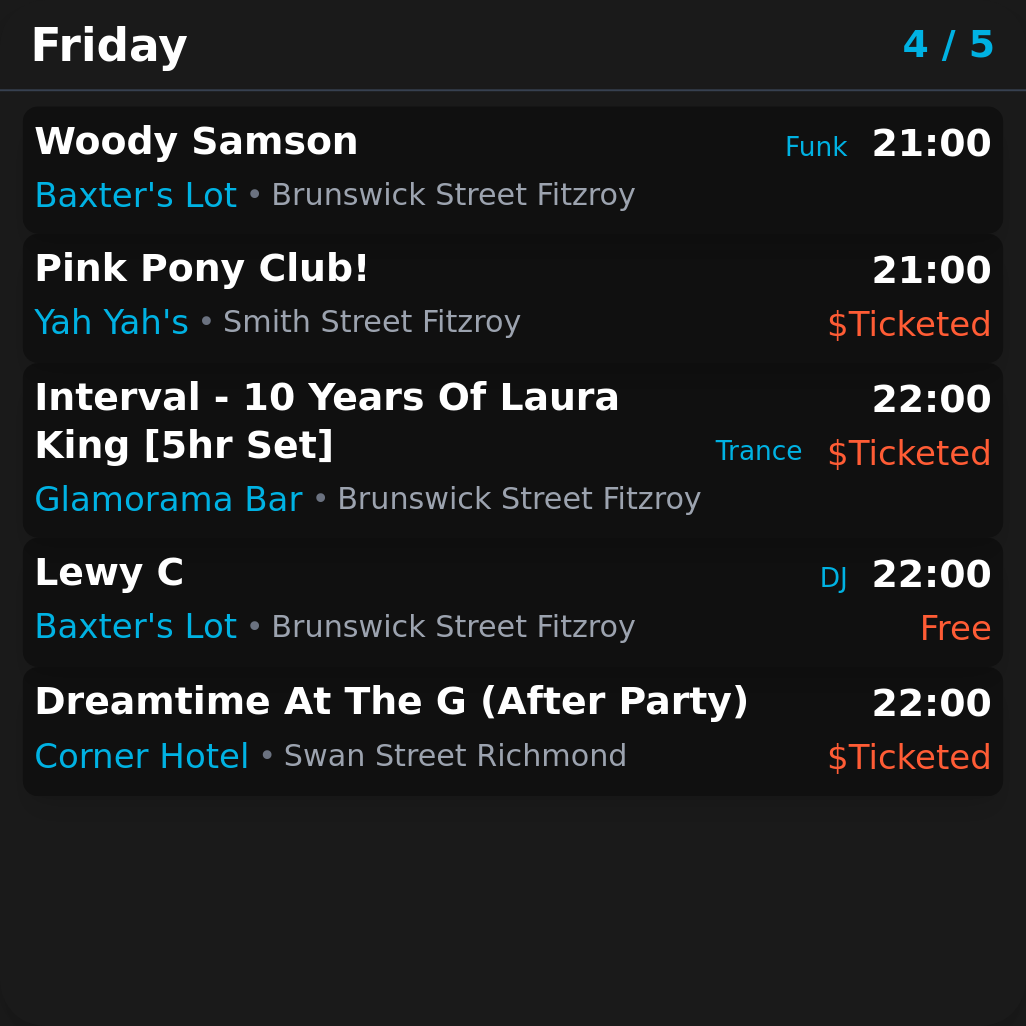 Friday 4 / 5
Woody Samson Funk 21:00
Baxter's Lot • Brunswick Street Fitzroy
Pink Pony Club! 21:00
Yah Yah's • Smith Street Fitzroy $Ticketed
Interval - 10 Years Of Laura 22:00
King [5hr Set] Trance $Ticketed
Glamorama Bar • Brunswick Street Fitzroy
Lewy C DJ 22:00
Baxter's Lot • Brunswick Street Fitzroy Free
Dreamtime At The G (After Party) 22:00
Corner Hotel • Swan Street Richmond $Ticketed